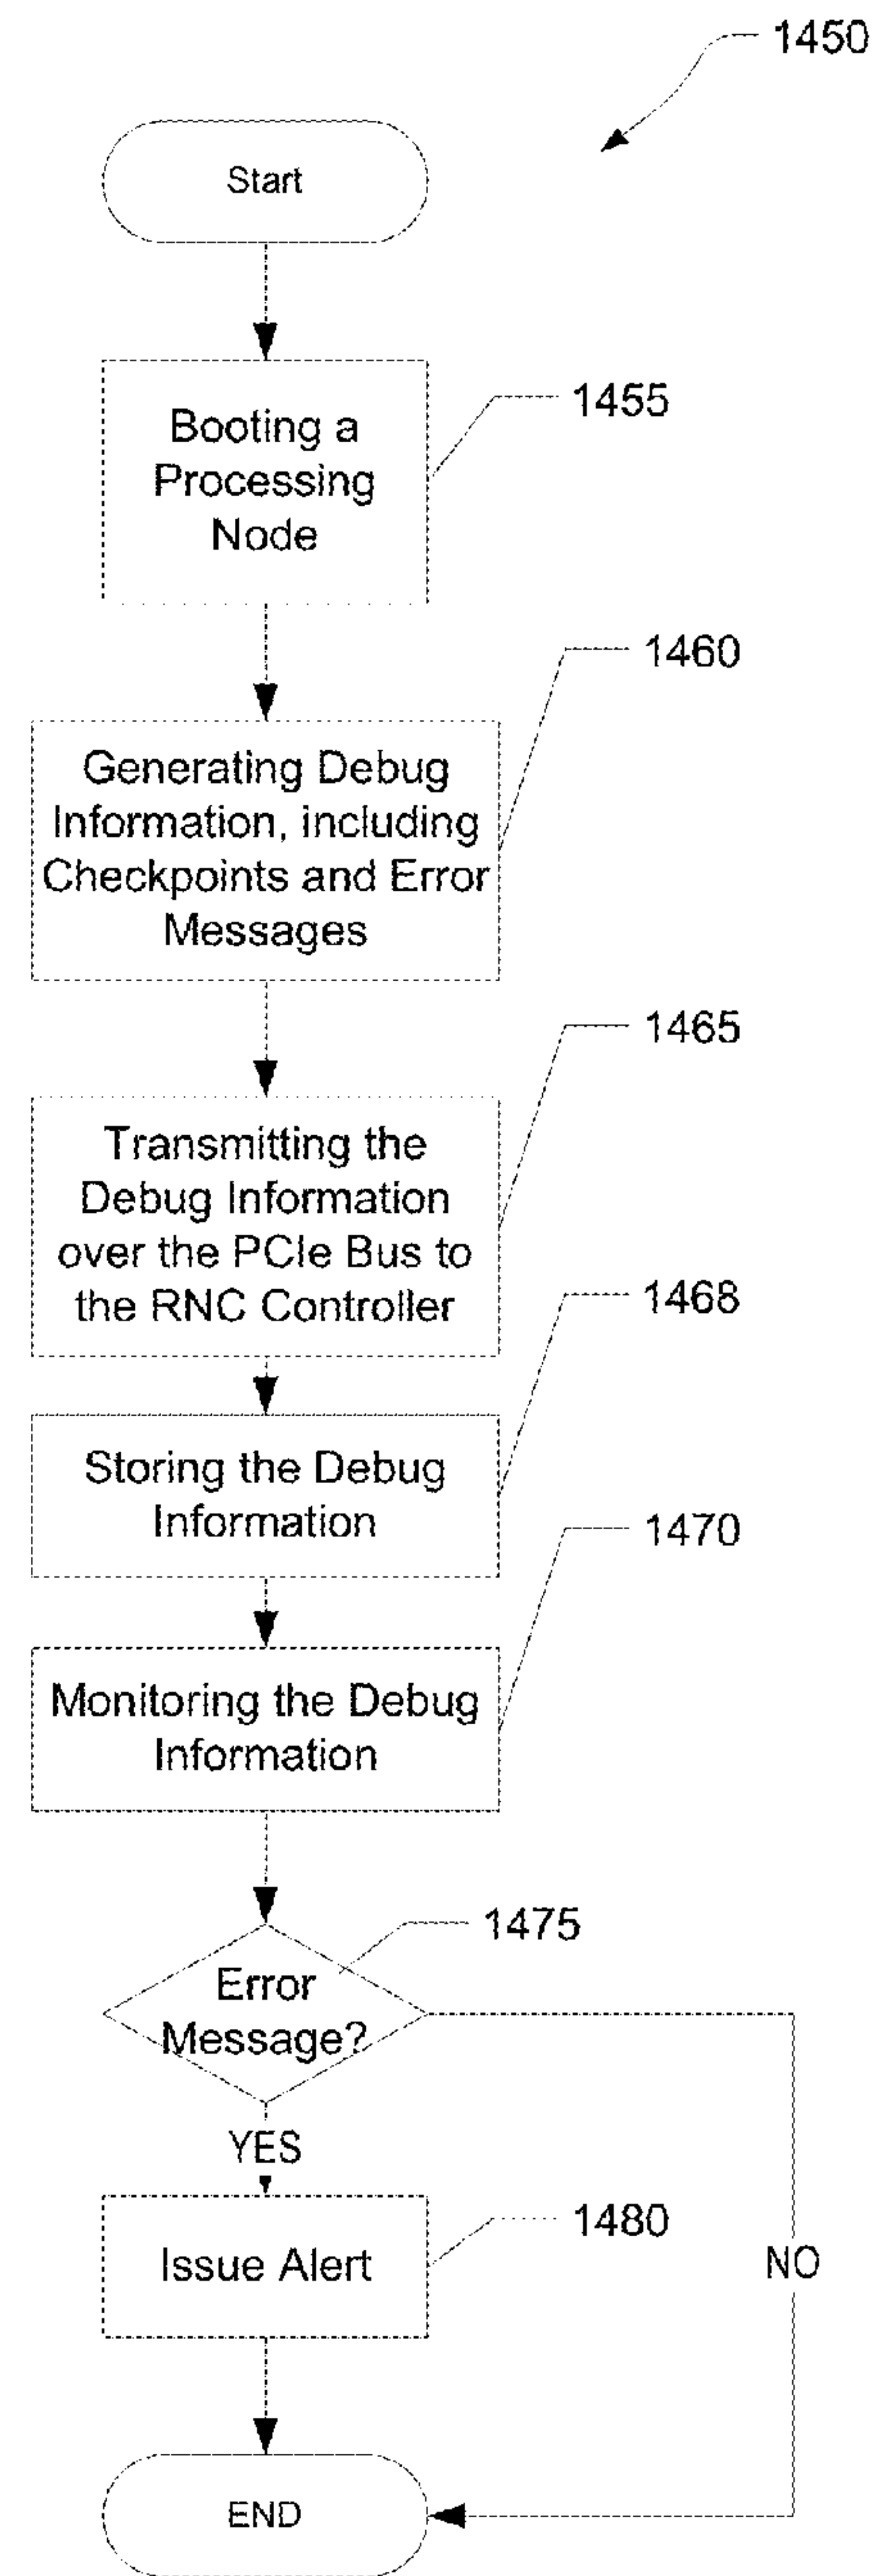 1450
Start
1455
Booting a
Processing
Node
1460
Generating Debug
Information, including
Checkpoints and Error
Messages
1465
Transmitting the
Debug Information
over the PCIe Bus to
the RNC Controller
1468
Storing the Debug
Information
1470
Monitoring the Debug
Information
1475
Error
Message?
YES
1480
Issue Alert
NO
END